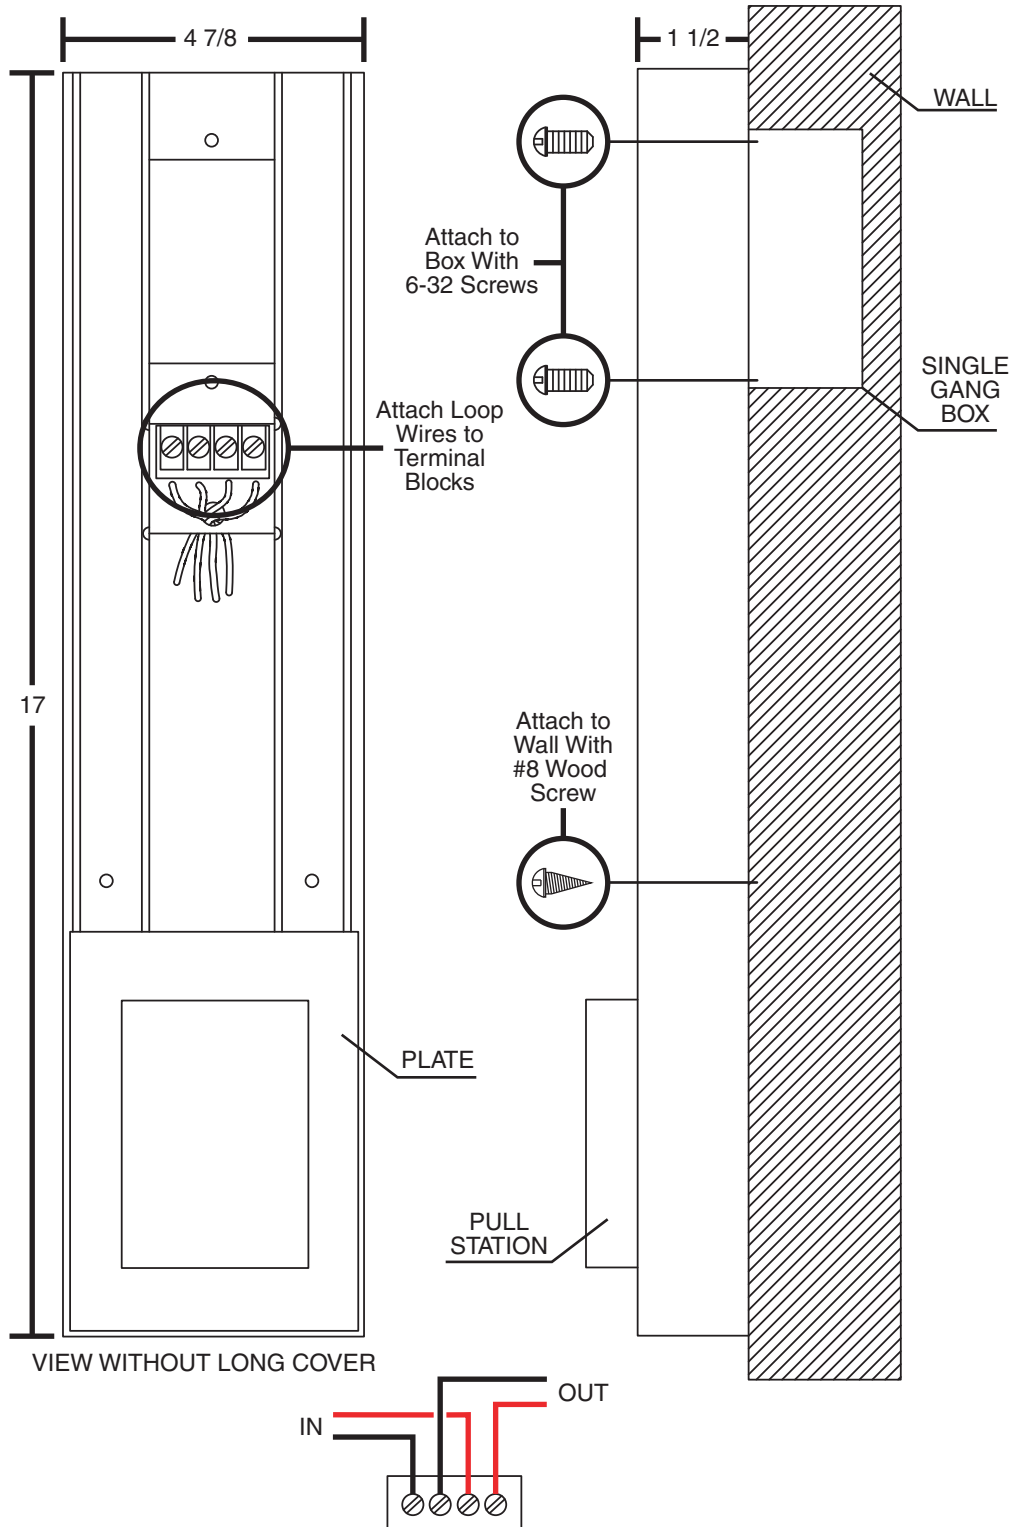 4 7/8
1 1/2
WALL
Attach to
Box With
6-32 Screws
SINGLE
GANG
BOX
Attach Loop
Wires to
Terminal
Blocks
17
Attach to
Wall With
#8 Wood
Screw
PLATE
PULL
STATION
VIEW WITHOUT LONG COVER
OUT
IN